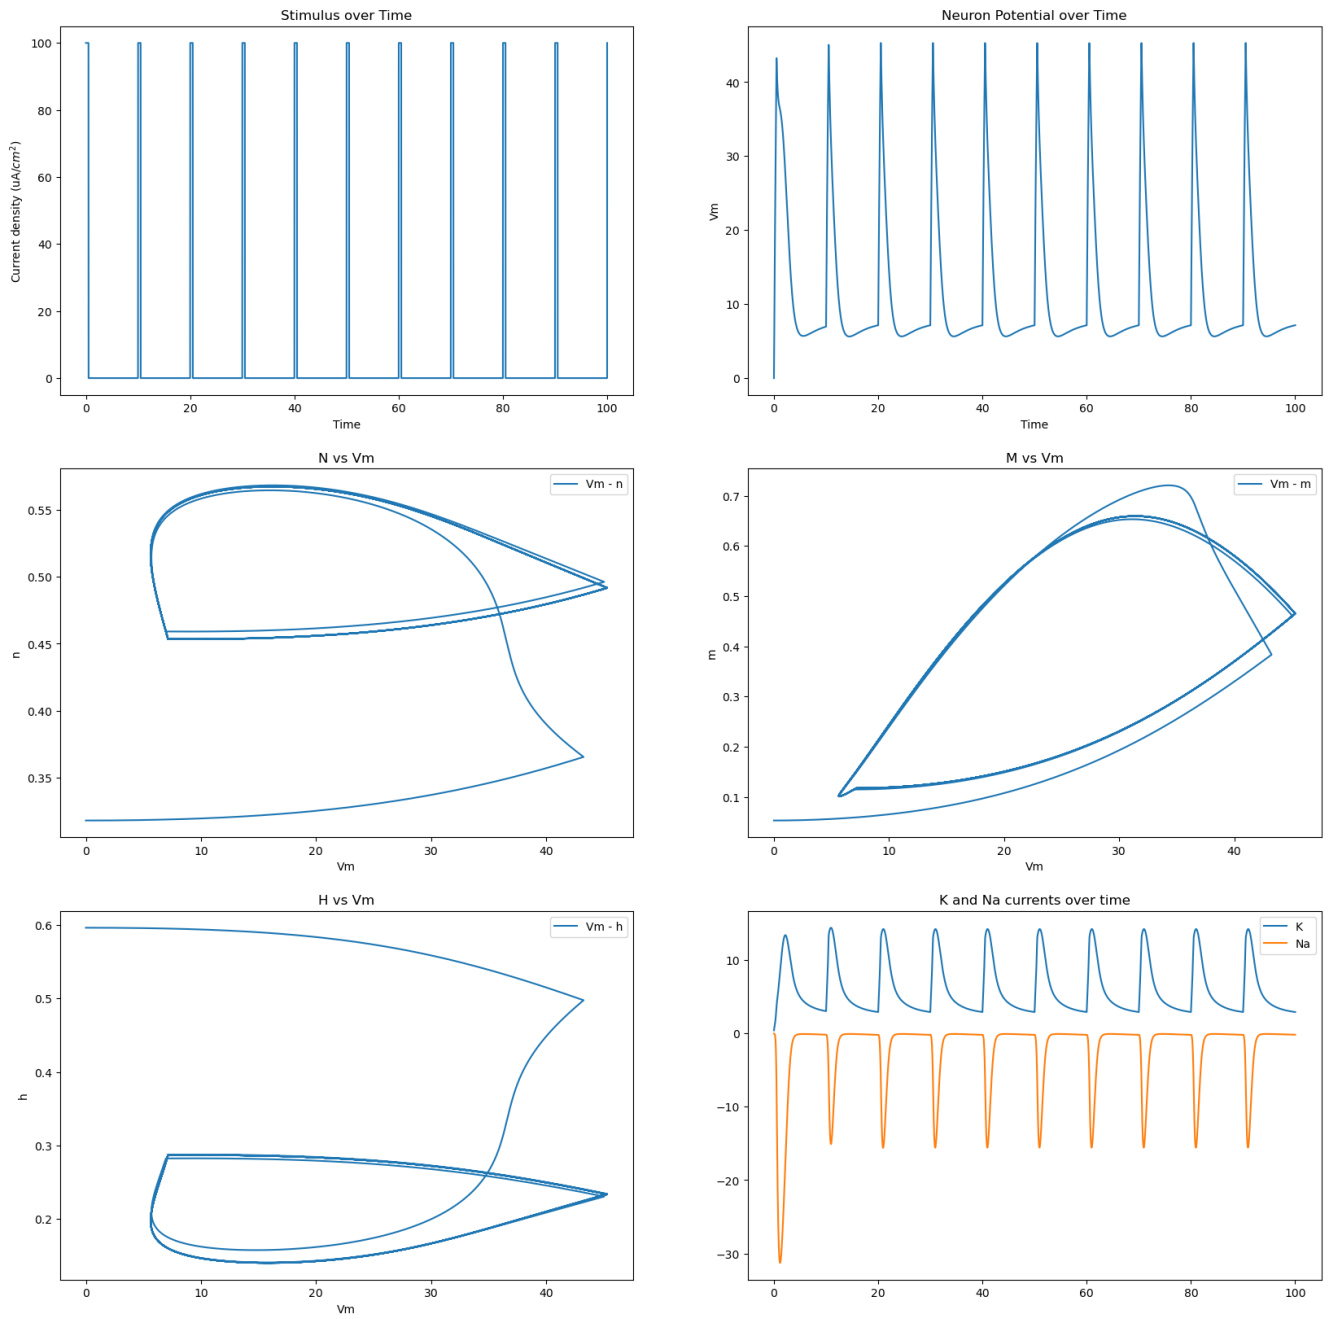 Stimulus over Time
100
80
60
40
20
0
Current density (uA/cm²)
0 20 40 60 80 100
Time
Neuron Potential over Time
40
30
20
10
0
Vm
0 20 40 60 80 100
Time
N vs Vm
Vm - n
0.55
0.50
0.45
0.40
0.35
n
0 10 20 30 40
Vm
M vs Vm
Vm - m
0.7
0.6
0.5
0.4
0.3
0.2
0.1
m
0 10 20 30 40
Vm
H vs Vm
Vm - h
0.6
0.5
0.4
0.3
0.2
h
0 10 20 30 40
Vm
K and Na currents over time
K
Na
10
0
−10
−20
−30
0 20 40 60 80 100